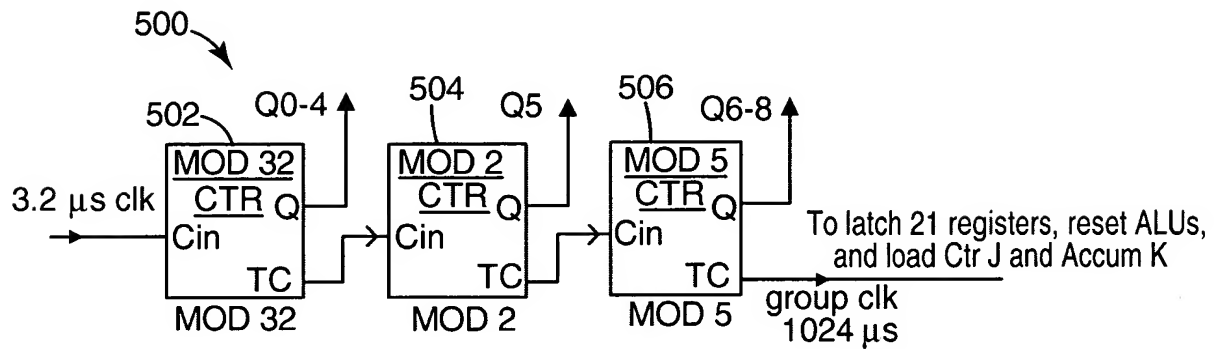 500
502
Q0-4
504
Q5
506
Q6-8
MOD 32
CTR
Q
Cin
TC
MOD 32
MOD 2
CTR
Q
Cin
TC
MOD 2
MOD 5
CTR
Q
Cin
TC
MOD 5
3.2 μs clk
To latch 21 registers, reset ALUs,
and load Ctr J and Accum K
group clk
1024 μs